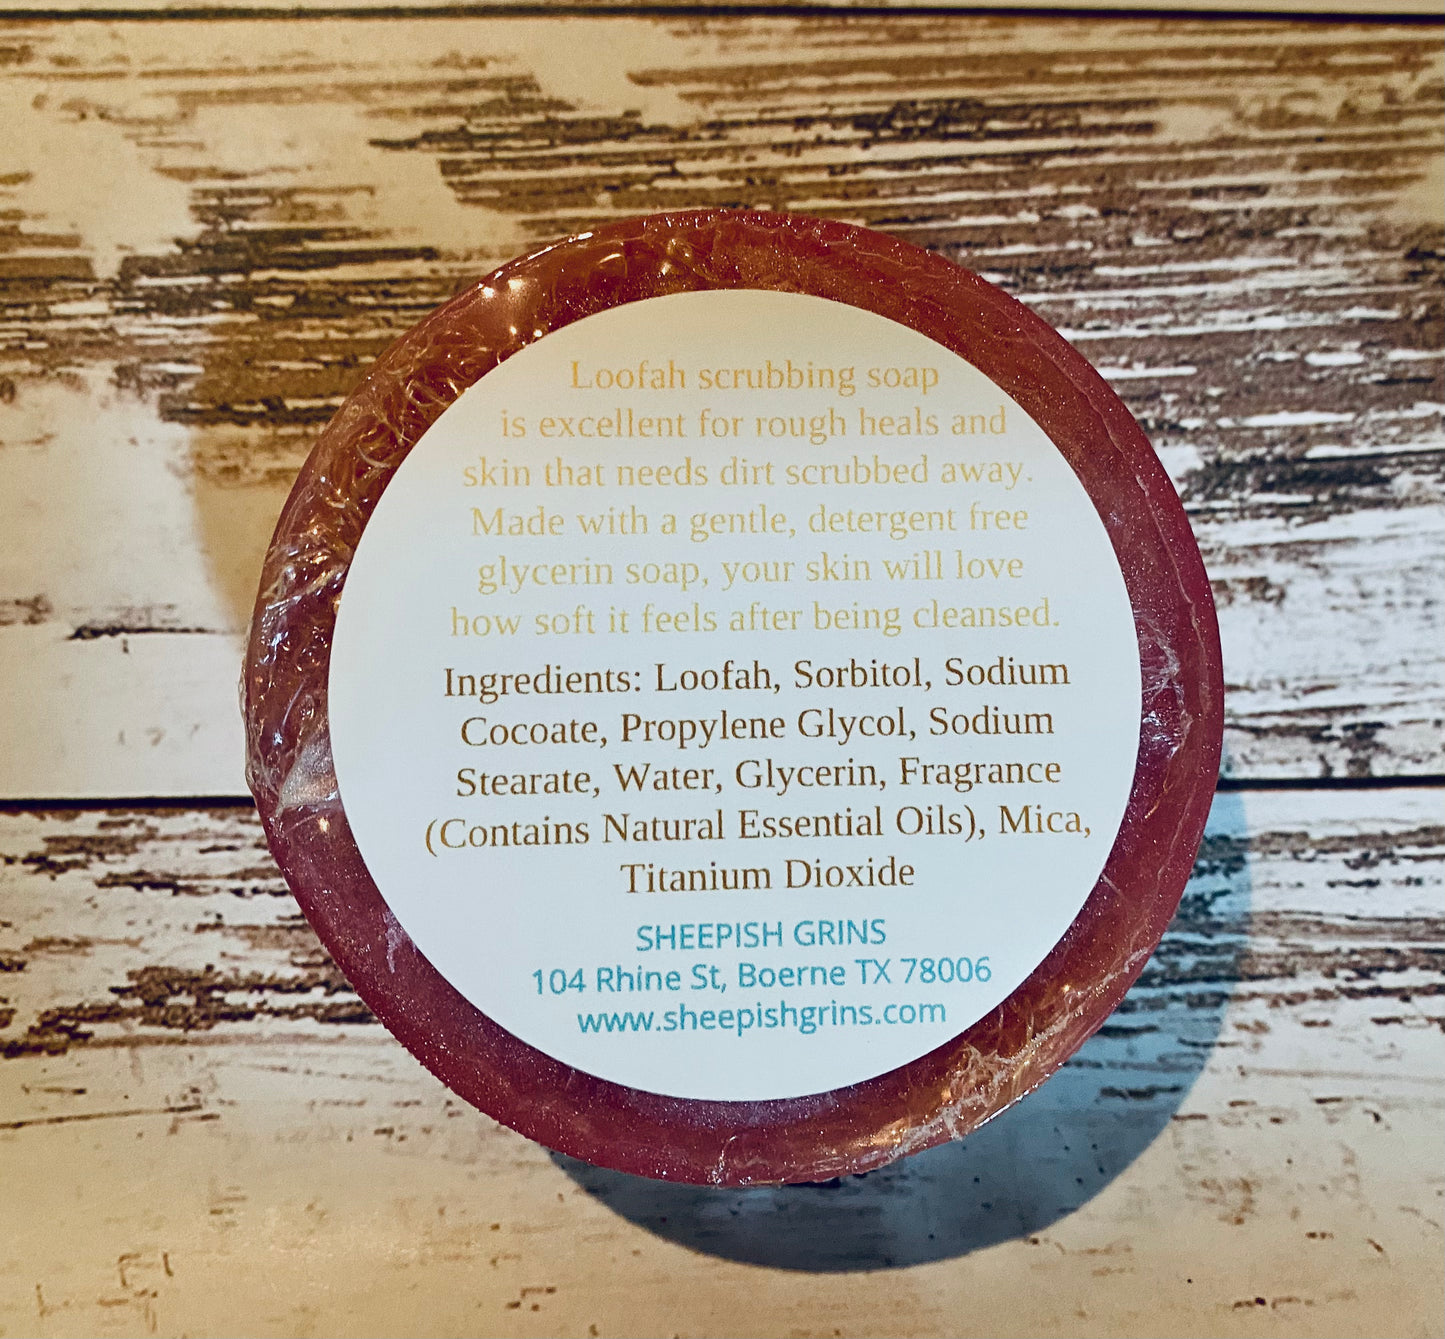 Loofah scrubbing soap
is excellent for rough heals and
skin that needs dirt scrubbed away.
Made with a gentle, detergent free
glycerin soap, your skin will love
how soft it feels after being cleansed.
Ingredients: Loofah, Sorbitol, Sodium
Cocoate, Propylene Glycol, Sodium
Stearate, Water, Glycerin, Fragrance
(Contains Natural Essential Oils), Mica,
Titanium Dioxide
SHEEPISH GRINS
104 Rhine St, Boerne TX 78006
www.sheepishgrins.com